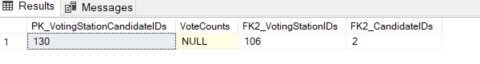 Results Messages
PK_VotingStationCandidateIDs VoteCounts FK2_VotingStationIDs FK2_CandidateIDs
1 130 NULL 106 2